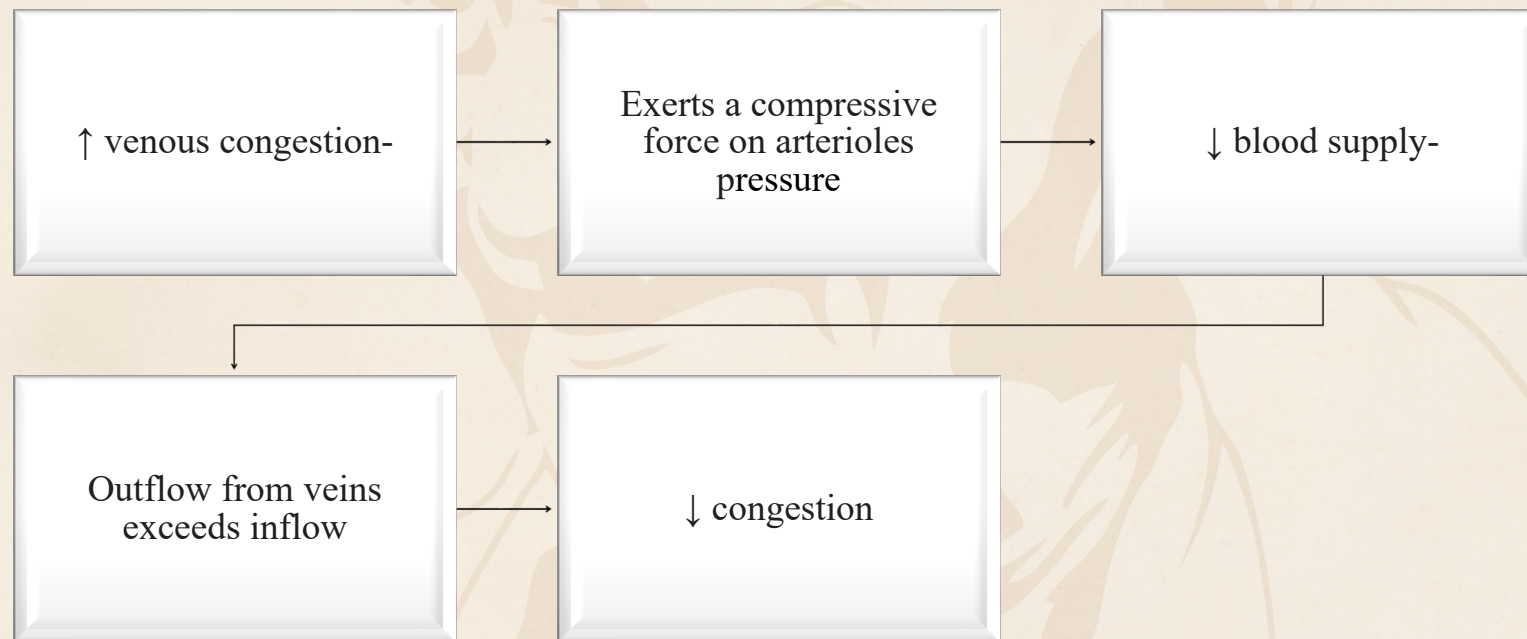 ↑ venous congestion-
Exerts a compressive
force on arterioles
pressure
↓ blood supply-
Outflow from veins
exceeds inflow
↓ congestion